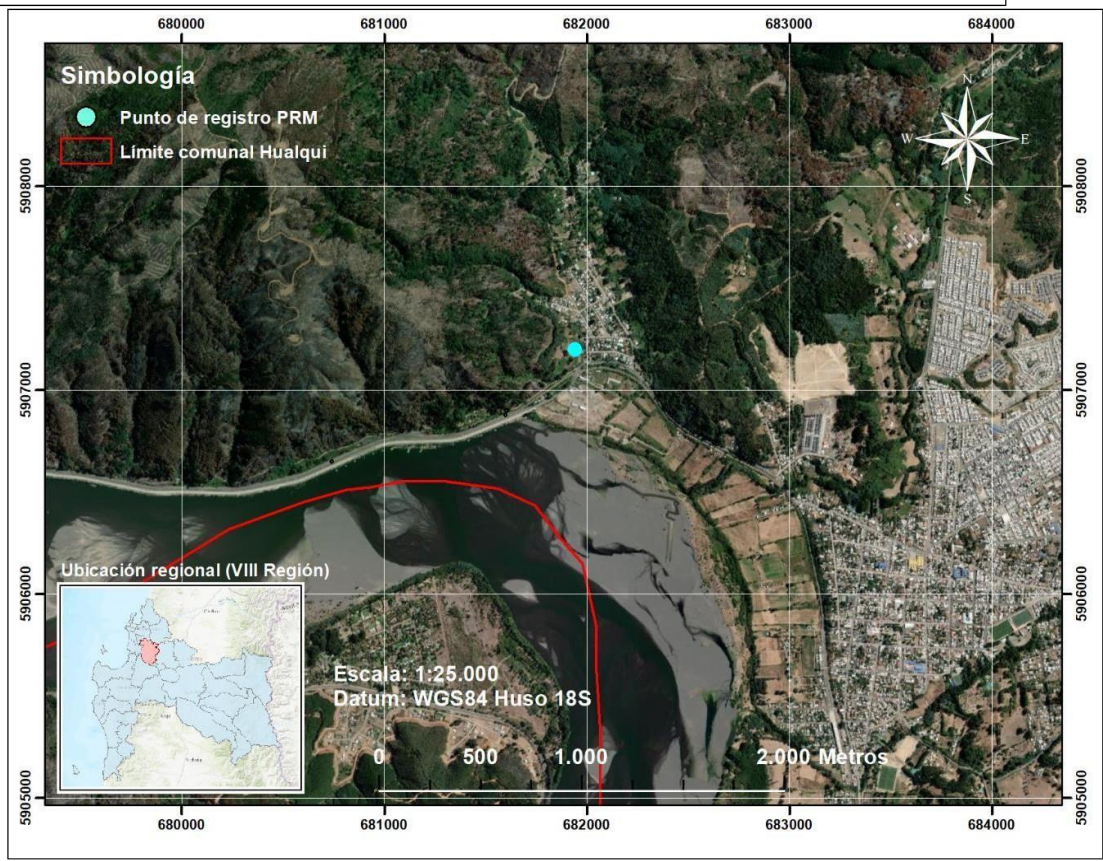 680000 681000 682000 683000 684000
Simbología
Punto de registro PRM
Límite comunal Hualqui
N
W E
S
5908000 5908000
5907000 5907000
5906000 5906000
5905000 5905000
Ubicación regional (VIII Región)
Escala: 1:25.000
Datum: WGS84 Huso 18S
0 500 1.000 2.000 Metros
680000 681000 682000 683000 684000